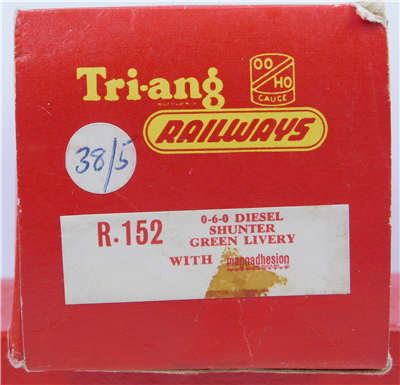 OO
HO
GAUGE
Tri-ang
RAILWAYS
38/5
R.152
0-6-0 DIESEL
SHUNTER
GREEN LIVERY
WITH magnadhesion